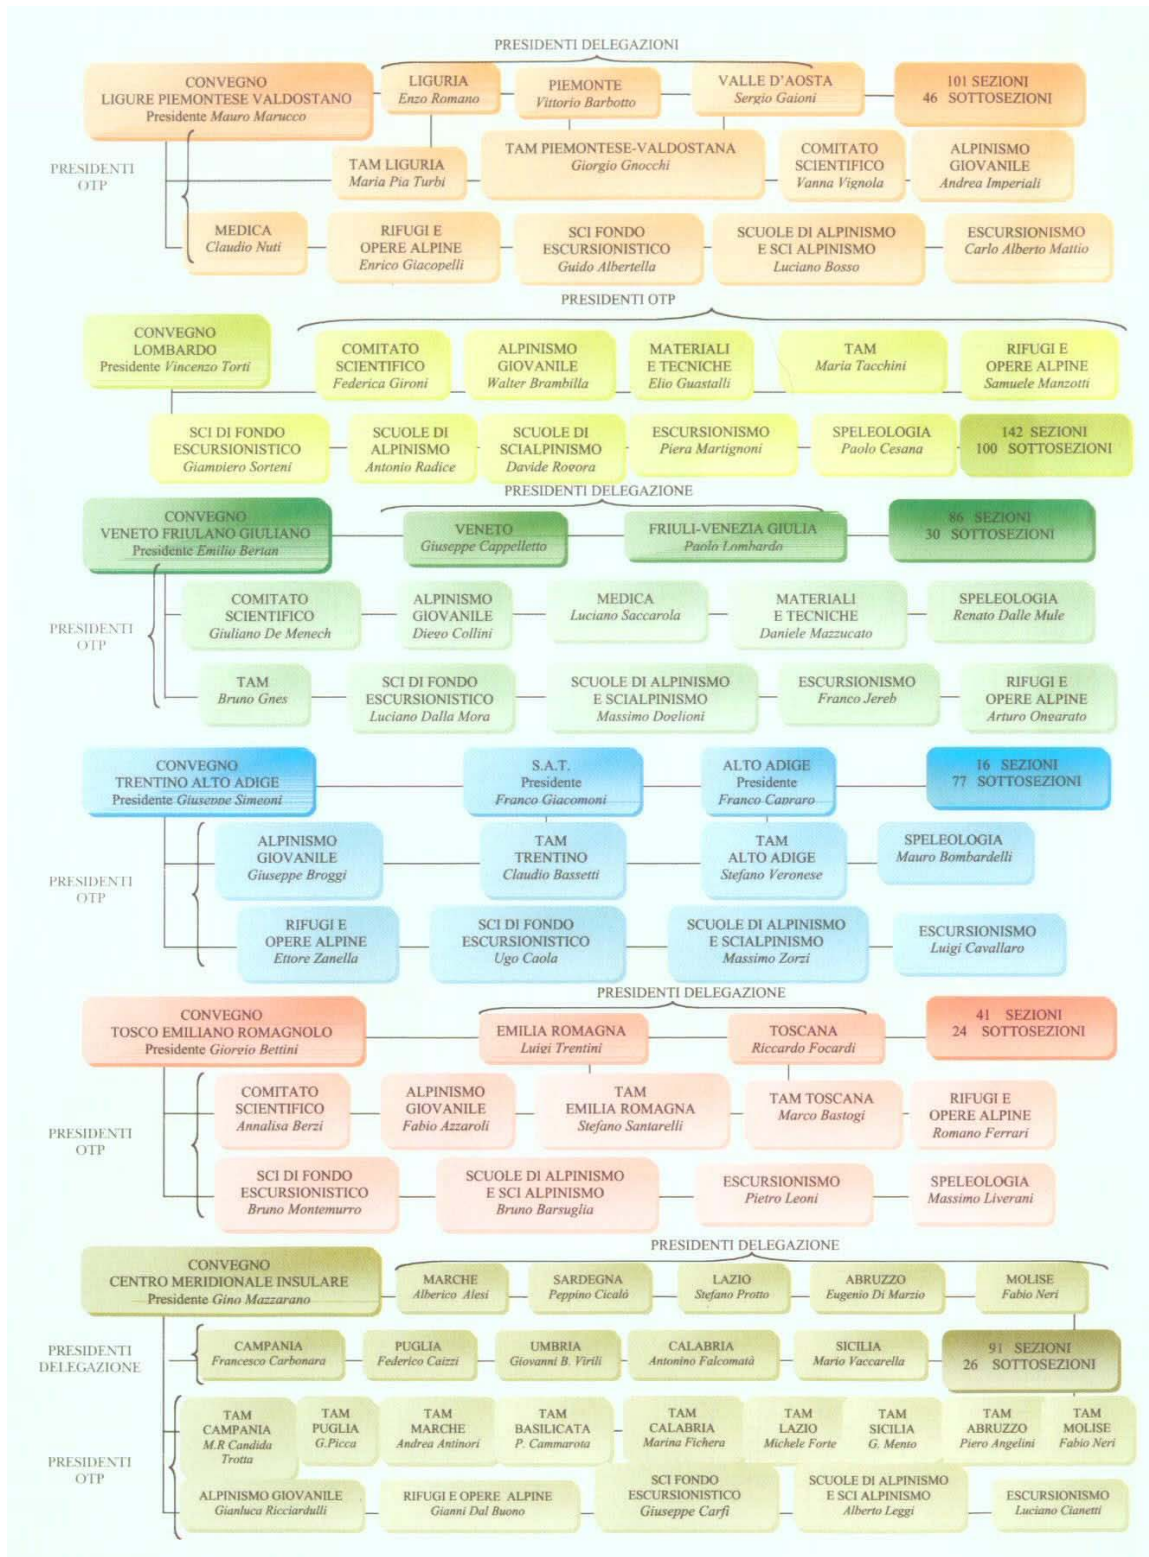 PRESIDENTI DELEGAZIONI
CONVEGNO
LIGURE PIEMONTESE VALDOSTANO
Presidente Mauro Marucco
LIGURIA
Enzo Romano
PIEMONTE
Vittorio Barbotto
VALLE D'AOSTA
Sergio Gaioni
101 SEZIONI
46 SOTTOSEZIONI
PRESIDENTI
OTP
TAM LIGURIA
Maria Pia Turbi
TAM PIEMONTESE-VALDOSTANA
Giorgio Gnocchi
COMITATO
SCIENTIFICO
Vanna Vignola
ALPINISMO
GIOVANILE
Andrea Imperiali
MEDICA
Claudio Nuti
RIFUGI E
OPERE ALPINE
Enrico Giacopelli
SCI FONDO
ESCURSIONISTICO
Guido Albertella
SCUOLE DI ALPINISMO
E SCI ALPINISMO
Luciano Bosso
ESCURSIONISMO
Carlo Alberto Mattio
PRESIDENTI OTP
CONVEGNO
LOMBARDO
Presidente Vincenzo Torti
COMITATO
SCIENTIFICO
Federica Gironi
ALPINISMO
GIOVANILE
Walter Brambilla
MATERIALI
E TECNICHE
Elio Guastalli
TAM
Maria Tacchini
RIFUGI E
OPERE ALPINE
Samuele Manzotti
SCI DI FONDO
ESCURSIONISTICO
Giampiero Sorteni
SCUOLE DI
ALPINISMO
Antonio Radice
SCUOLE DI
SCIALPINISMO
Davide Rogora
ESCURSIONISMO
Piera Martignoni
SPELEOLOGIA
Paolo Cesana
142 SEZIONI
100 SOTTOSEZIONI
PRESIDENTI DELEGAZIONE
CONVEGNO
VENETO FRIULANO GIULIANO
Presidente Emilio Bertan
VENETO
Giuseppe Cappelletto
FRIULI-VENEZIA GIULIA
Paolo Lombardo
86 SEZIONI
30 SOTTOSEZIONI
PRESIDENTI
OTP
COMITATO
SCIENTIFICO
Giuliano De Menech
ALPINISMO
GIOVANILE
Diego Collini
MEDICA
Luciano Saccarola
MATERIALI
E TECNICHE
Daniele Mazzucato
SPELEOLOGIA
Renato Dalle Mule
TAM
Bruno Gnes
SCI DI FONDO
ESCURSIONISTICO
Luciano Dalla Mora
SCUOLE DI ALPINISMO
E SCIALPINISMO
Massimo Doglioni
ESCURSIONISMO
Franco Jereb
RIFUGI E
OPERE ALPINE
Arturo Ongarato
CONVEGNO
TRENTINO ALTO ADIGE
Presidente Giuseppe Simeoni
S.A.T.
Presidente
Franco Giacomoni
ALTO ADIGE
Presidente
Franco Capraro
16 SEZIONI
77 SOTTOSEZIONI
PRESIDENTI
OTP
ALPINISMO
GIOVANILE
Giuseppe Broggi
TAM
TRENTINO
Claudio Bassetti
TAM
ALTO ADIGE
Stefano Veronese
SPELEOLOGIA
Mauro Bombardelli
RIFUGI E
OPERE ALPINE
Ettore Zanella
SCI DI FONDO
ESCURSIONISTICO
Ugo Caola
SCUOLE DI ALPINISMO
E SCIALPINISMO
Massimo Zorzi
ESCURSIONISMO
Luigi Cavallaro
PRESIDENTI DELEGAZIONE
CONVEGNO
TOSCO EMILIANO ROMAGNOLO
Presidente Giorgio Bettini
EMILIA ROMAGNA
Luigi Trentini
TOSCANA
Riccardo Focardi
41 SEZIONI
24 SOTTOSEZIONI
PRESIDENTI
OTP
COMITATO
SCIENTIFICO
Annalisa Berzi
ALPINISMO
GIOVANILE
Fabio Azzaroli
TAM
EMILIA ROMAGNA
Stefano Santarelli
TAM TOSCANA
Marco Bastogi
RIFUGI E
OPERE ALPINE
Romano Ferrari
SCI DI FONDO
ESCURSIONISTICO
Bruno Montemurro
SCUOLE DI ALPINISMO
E SCI ALPINISMO
Bruno Barsuglia
ESCURSIONISMO
Pietro Leoni
SPELEOLOGIA
Massimo Liverani
PRESIDENTI DELEGAZIONE
CONVEGNO
CENTRO MERIDIONALE INSULARE
Presidente Gino Mazzarano
MARCHE
Alberico Alesi
SARDEGNA
Peppino Cicalò
LAZIO
Stefano Protto
ABRUZZO
Eugenio Di Marzio
MOLISE
Fabio Neri
PRESIDENTI
DELEGAZIONE
CAMPANIA
Francesco Carbonara
PUGLIA
Federico Caizzi
UMBRIA
Giovanni B. Virili
CALABRIA
Antonino Falcomatà
SICILIA
Mario Vaccarella
91 SEZIONI
26 SOTTOSEZIONI
PRESIDENTI
OTP
TAM
CAMPANIA
M.R Candida
Trotta
TAM
PUGLIA
G.Picca
TAM
MARCHE
Andrea Antinori
TAM
BASILICATA
P. Cammarota
TAM
CALABRIA
Marina Fichera
TAM
LAZIO
Michele Forte
TAM
SICILIA
G. Mento
TAM
ABRUZZO
Piero Angelini
TAM
MOLISE
Fabio Neri
ALPINISMO GIOVANILE
Gianluca Ricciardulli
RIFUGI E OPERE ALPINE
Gianni Dal Buono
SCI FONDO
ESCURSIONISTICO
Giuseppe Carfì
SCUOLE DI ALPINISMO
E SCI ALPINISMO
Alberto Leggi
ESCURSIONISMO
Luciano Cianetti